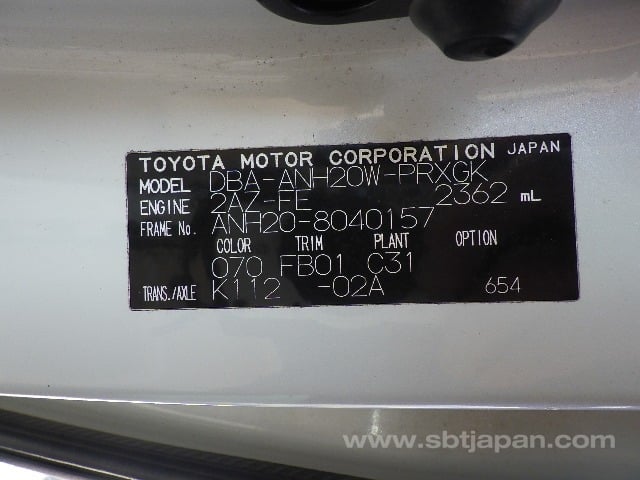 TOYOTA MOTOR CORPORATION JAPAN
MODEL DBA-ANH20W-PRXGK
ENGINE 2AZ-FE 2362 mL
FRAME No. ANH20-8040157
COLOR TRIM PLANT OPTION
070 FB01 C31
TRANS./AXLE K112 -02A 654
www.sbtjapan.com